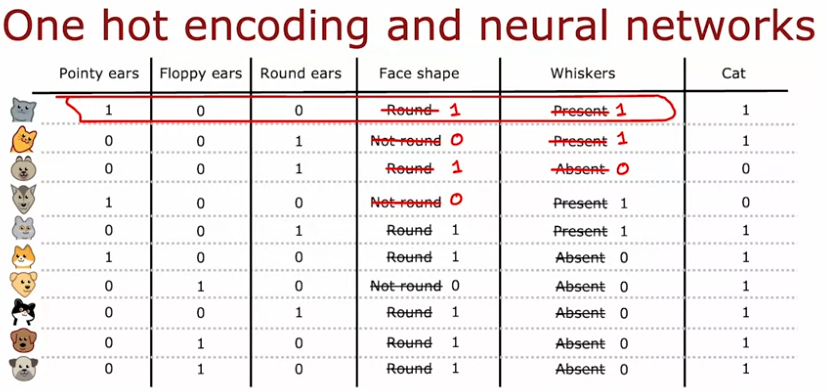 One hot encoding and neural networks
Pointy ears Floppy ears Round ears Face shape Whiskers Cat
1 0 0 Round 1 Present 1 1
0 0 1 Not round 0 Present 1 1
0 0 1 Round 1 Absent 0 0
1 0 0 Not round 0 Present 1 0
0 0 1 Round 1 Present 1 1
1 0 0 Round 1 Absent 0 1
0 1 0 Not round 0 Absent 0 1
0 0 1 Round 1 Absent 0 1
0 1 0 Round 1 Absent 0 1
0 1 0 Round 1 Absent 0 1